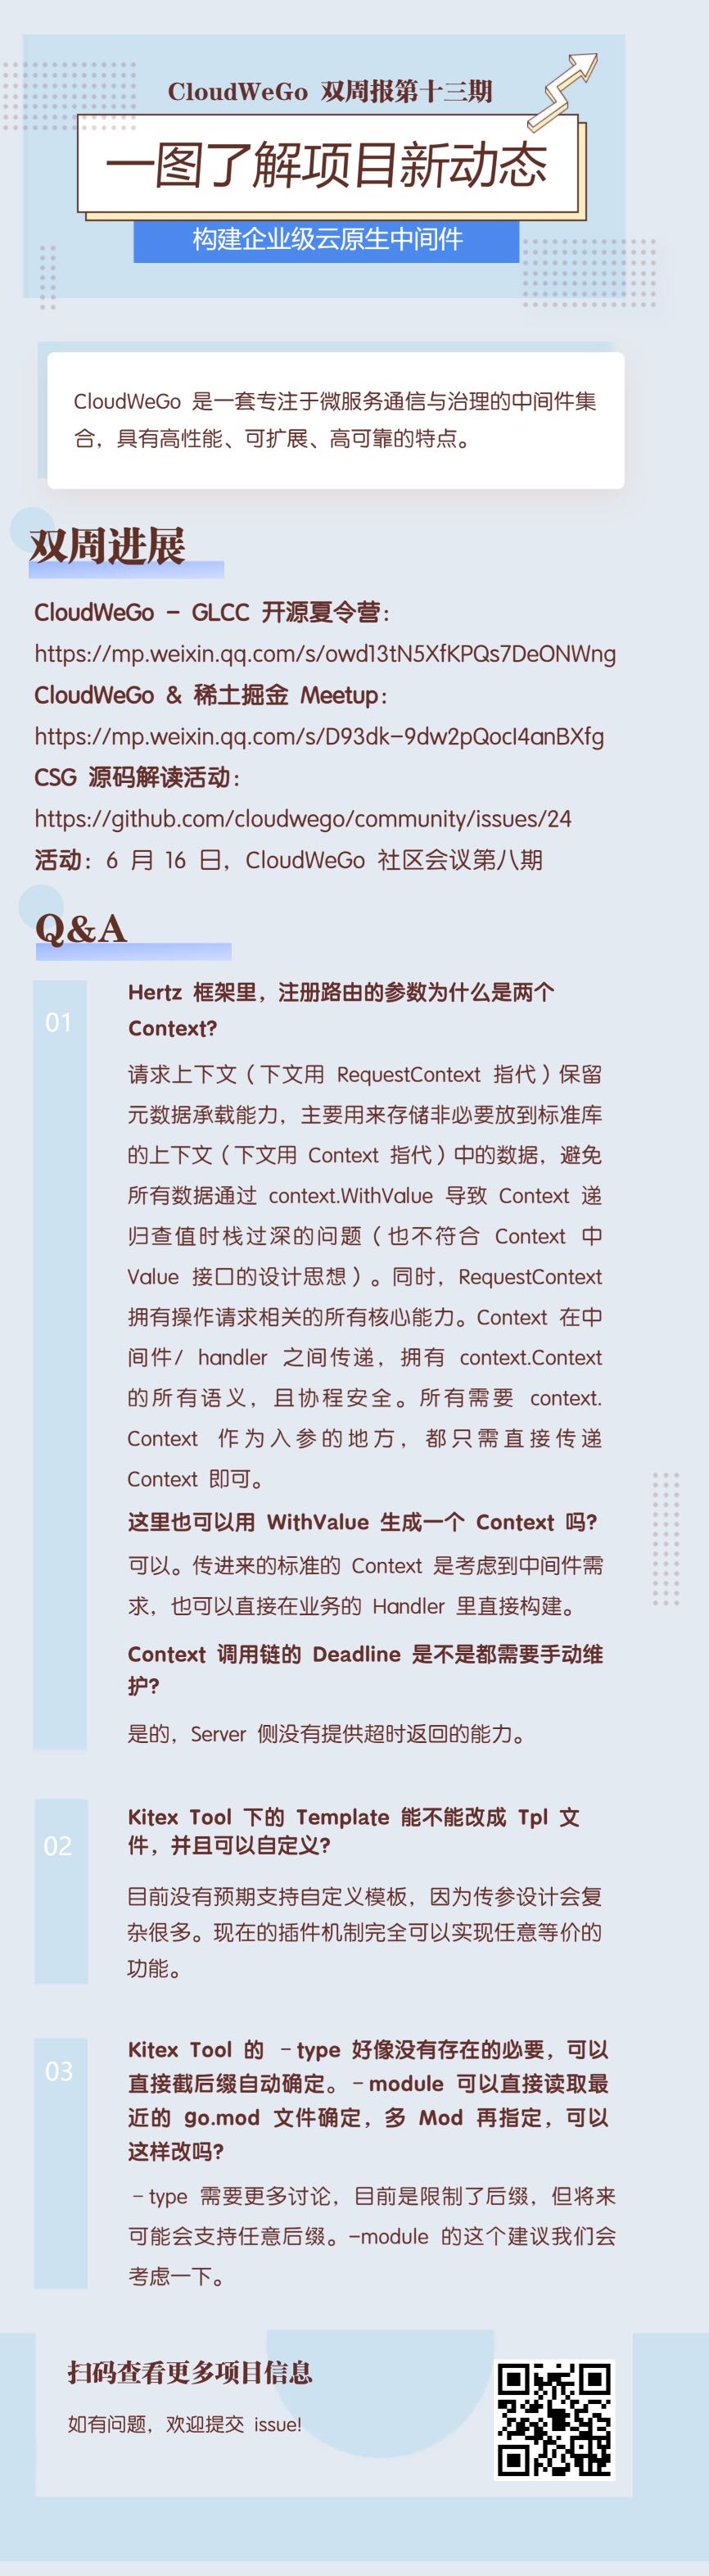 CloudWeGo 双周报第十三期
一图了解项目新动态
构建企业级云原生中间件
CloudWeGo 是一套专注于微服务通信与治理的中间件集
合，具有高性能、可扩展、高可靠的特点。
双周进展
CloudWeGo - GLCC 开源夏令营：
https://mp.weixin.qq.com/s/owd13tN5XfKPQs7DeONWng
CloudWeGo & 稀土掘金 Meetup：
https://mp.weixin.qq.com/s/D93dk-9dw2pQocI4anBXfg
CSG 源码解读活动：
https://github.com/cloudwego/community/issues/24
活动：6 月 16 日，CloudWeGo 社区会议第八期
Q&A
01
Hertz 框架里，注册路由的参数为什么是两个
Context?
请求上下文（下文用 RequestContext 指代）保留
元数据承载能力，主要用来存储非必要放到标准库
的上下文（下文用 Context 指代）中的数据，避免
所有数据通过 context.WithValue 导致 Context 递
归查值时栈过深的问题（也不符合 Context 中
Value 接口的设计思想）。同时，RequestContext
拥有操作请求相关的所有核心能力。Context 在中
间件/ handler 之间传递，拥有 context.Context
的所有语义，且协程安全。所有需要 context.
Context 作为入参的地方，都只需直接传递
Context 即可。
这里也可以用 WithValue 生成一个 Context 吗?
可以。传进来的标准的 Context 是考虑到中间件需
求，也可以直接在业务的 Handler 里直接构建。
Context 调用链的 Deadline 是不是都需要手动维
护?
是的，Server 侧没有提供超时返回的能力。
02
Kitex Tool 下的 Template 能不能改成 Tpl 文
件，并且可以自定义?
目前没有预期支持自定义模板，因为传参设计会复
杂很多。现在的插件机制完全可以实现任意等价的
功能。
03
Kitex Tool 的 -type 好像没有存在的必要，可以
直接截后缀自动确定。-module 可以直接读取最
近的 go.mod 文件确定，多 Mod 再指定，可以
这样改吗?
-type 需要更多讨论，目前是限制了后缀，但将来
可能会支持任意后缀。-module 的这个建议我们会
考虑一下。
扫码查看更多项目信息
如有问题，欢迎提交 issue!